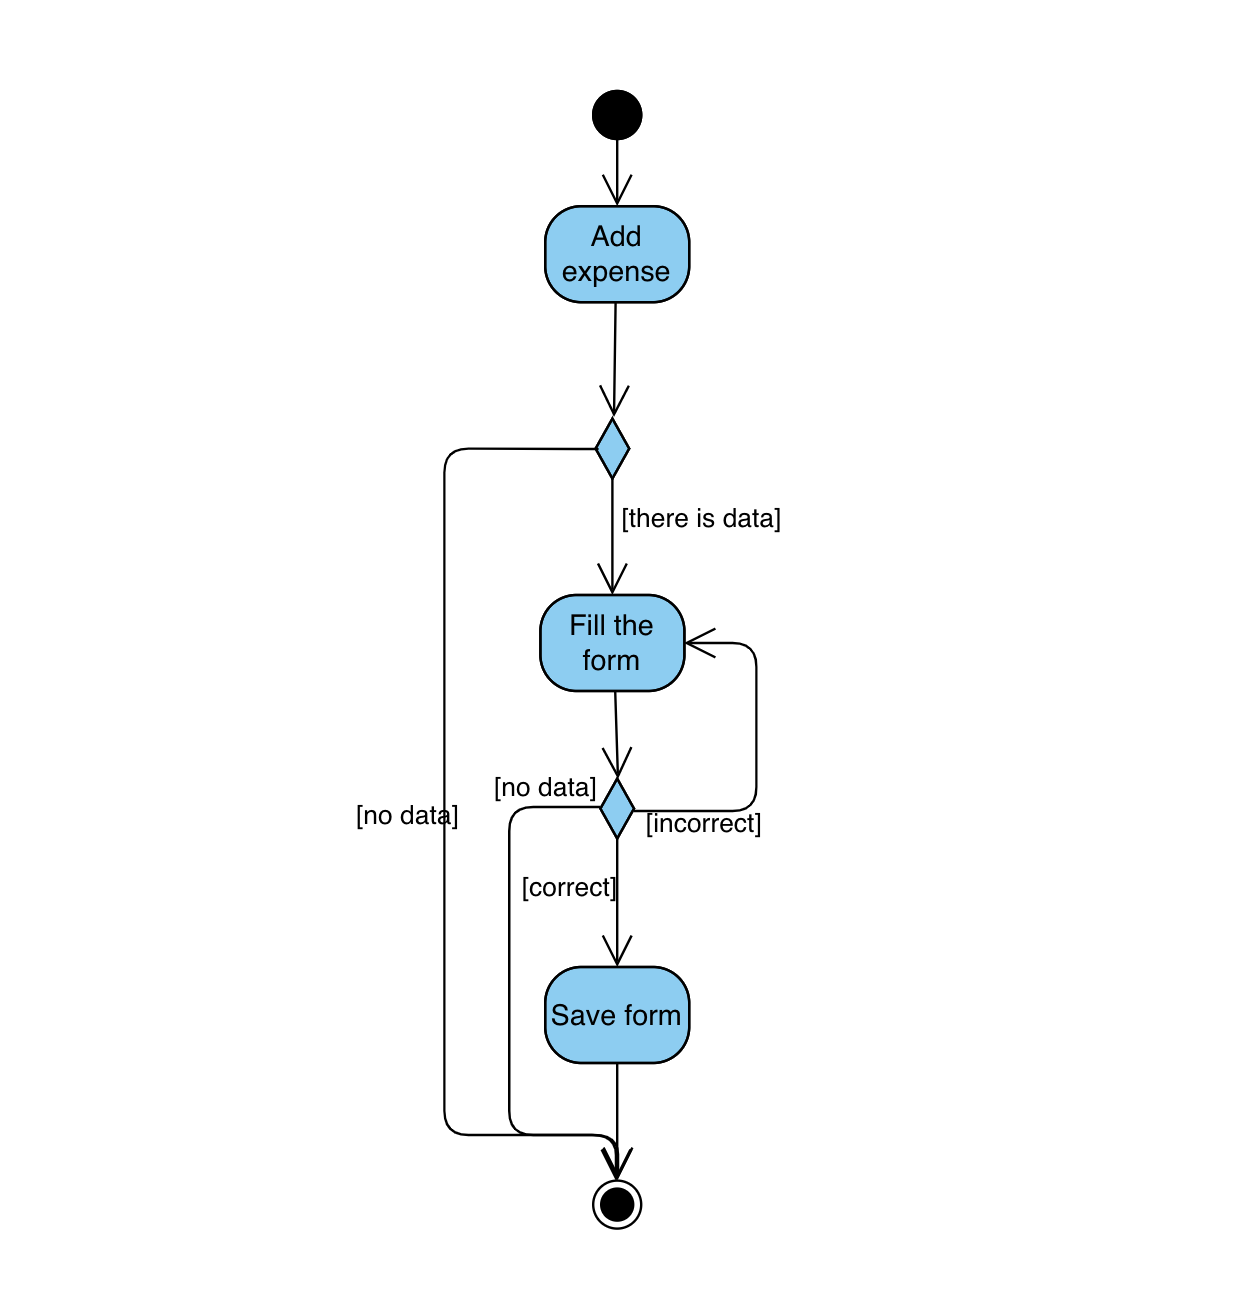 Add
expense
[there is data]
Fill the
form
[no data]
[no data]
[incorrect]
[correct]
Save form